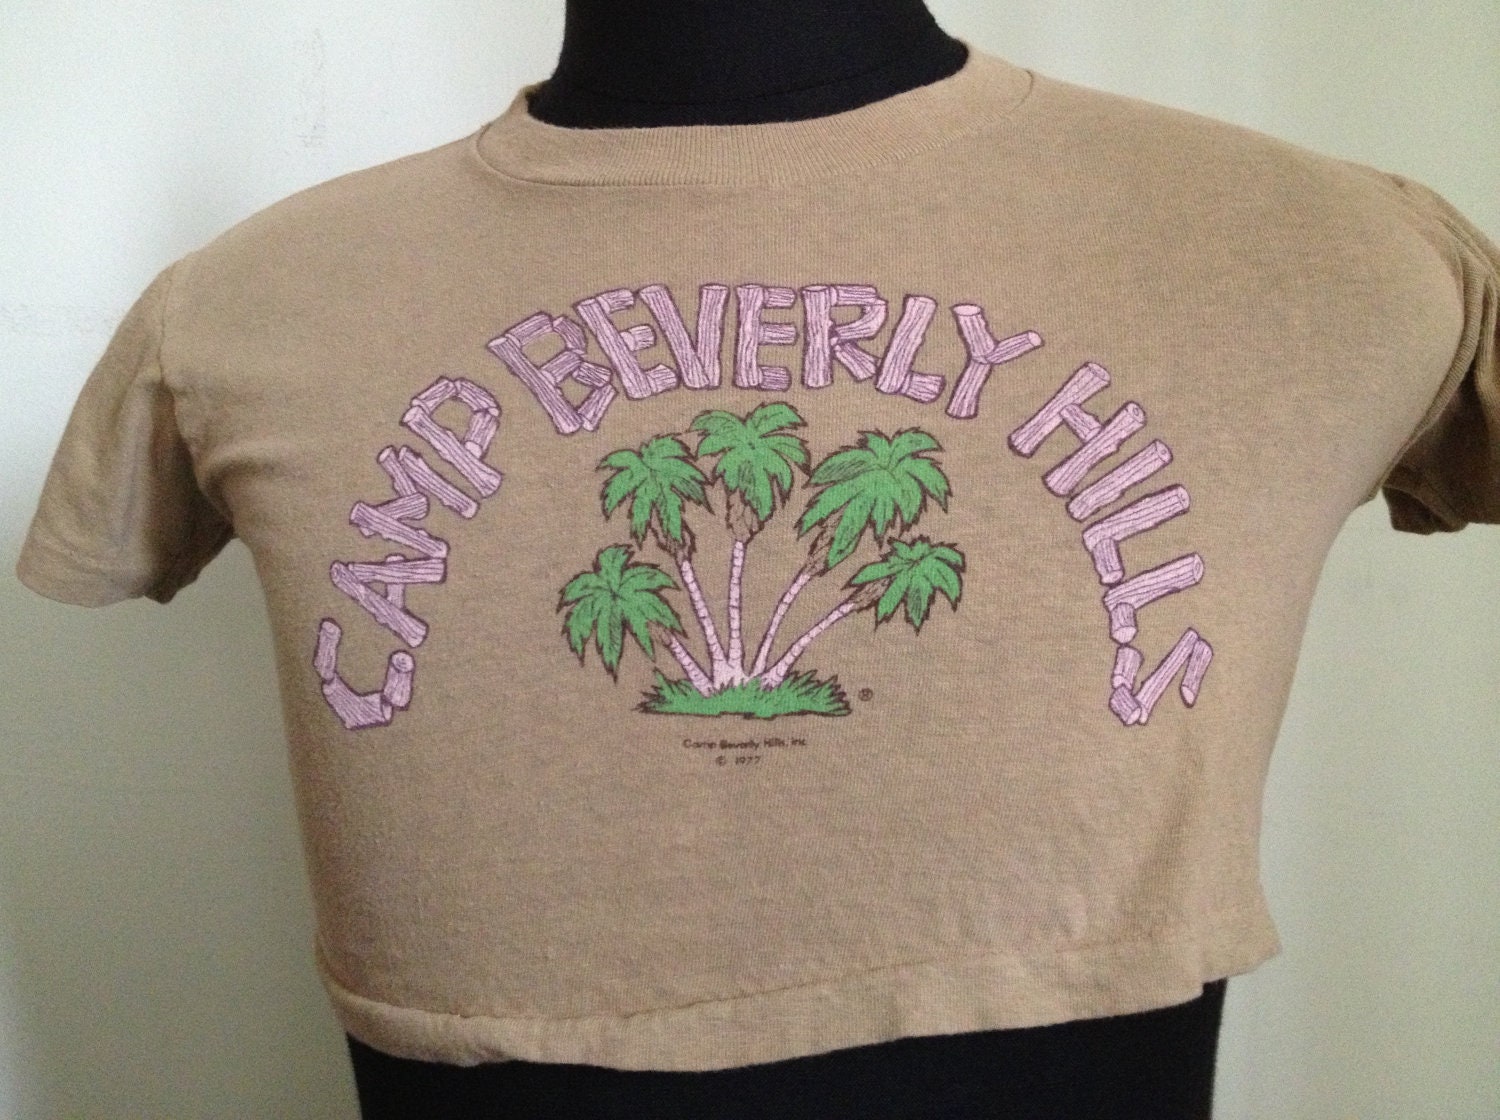 CAMP BEVERLY HILLS
®
Camp Beverly Hills, Inc.
© 1977